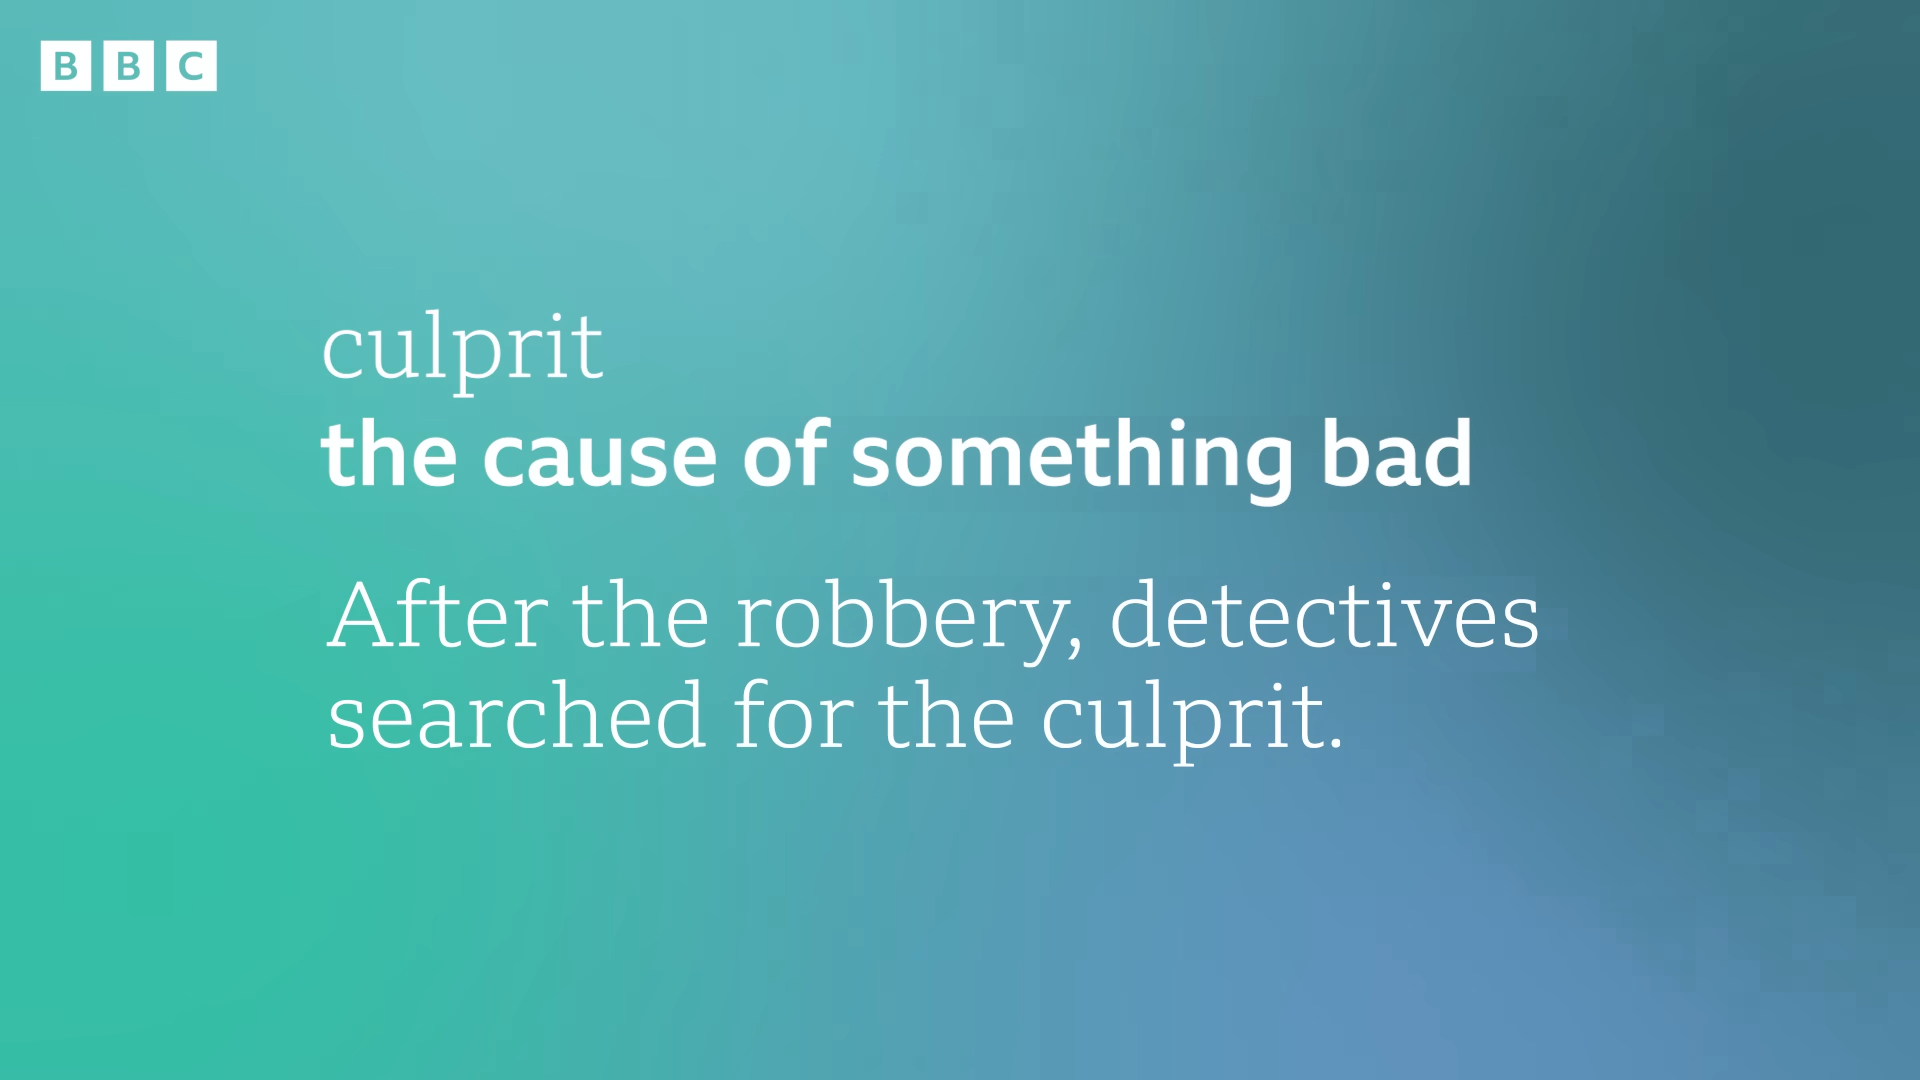 BBC
culprit
the cause of something bad
After the robbery, detectives
searched for the culprit.